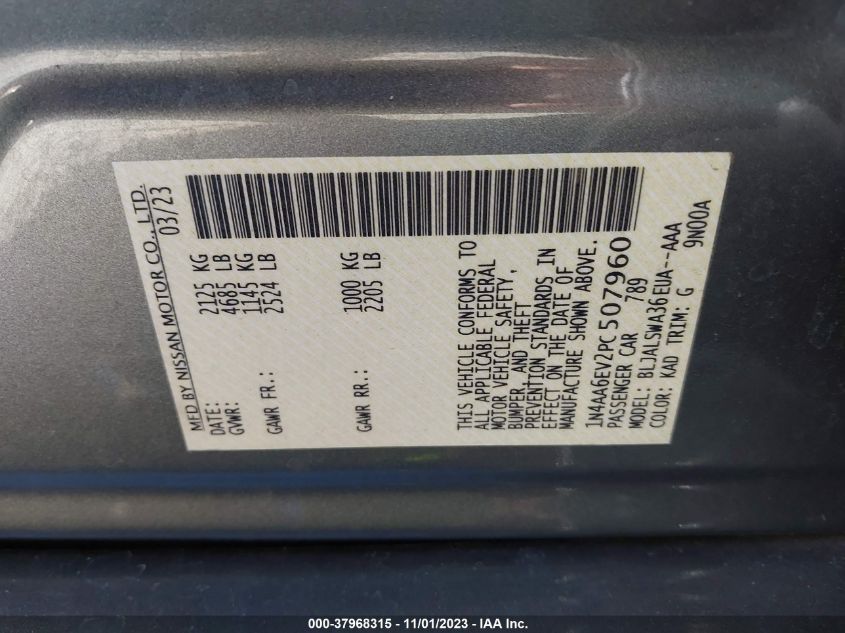 MFD BY NISSAN MOTOR CO., LTD.
DATE: 03/23
GVWR: 2125 KG
4685 LB
GAWR FR.: 1145 KG
2524 LB
GAWR RR.: 1000 KG
2205 LB
THIS VEHICLE CONFORMS TO
ALL APPLICABLE FEDERAL
MOTOR VEHICLE SAFETY,
BUMPER, AND THEFT
PREVENTION STANDARDS IN
EFFECT ON THE DATE OF
MANUFACTURE SHOWN ABOVE.
1N4AA6EV2PC507960
PASSENGER CAR 789
MODEL: BLJALSWA36EUA--AAA
COLOR: KAD TRIM: G 9N00A
000-37968315 - 11/01/2023 - IAA Inc.